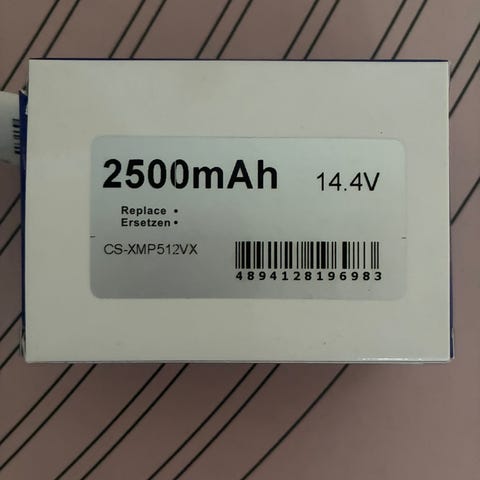 2500mAh 14.4V
Replace •
Ersetzen •
CS-XMP512VX
4894128196983